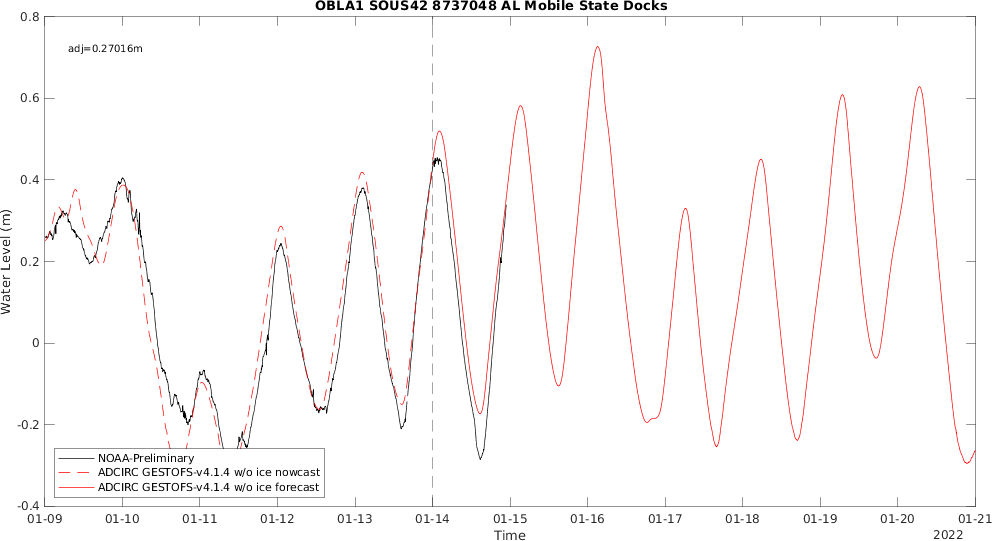 OBLA1 SOUS42 8737048 AL Mobile State Docks
adj=0.27016m
Water Level (m)
0.8
0.6
0.4
0.2
0
-0.2
-0.4
NOAA-Preliminary
ADCIRC GESTOFS-v4.1.4 w/o ice nowcast
ADCIRC GESTOFS-v4.1.4 w/o ice forecast
01-09 01-10 01-11 01-12 01-13 01-14 01-15 01-16 01-17 01-18 01-19 01-20 01-21
Time
2022